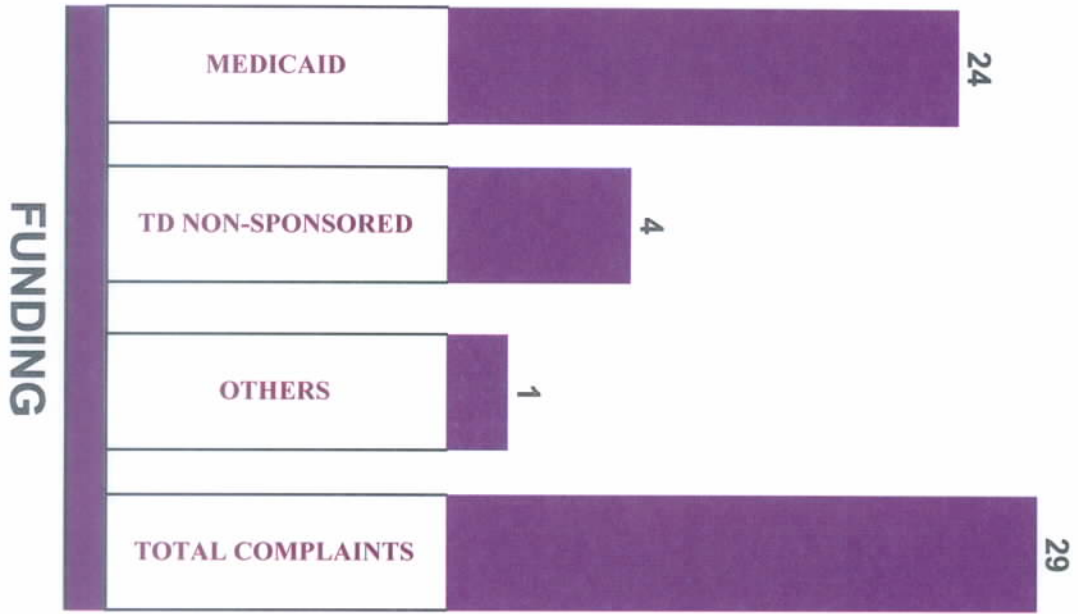 FUNDING
MEDICAID
24
TD NON-SPONSORED
4
OTHERS
1
TOTAL COMPLAINTS
29